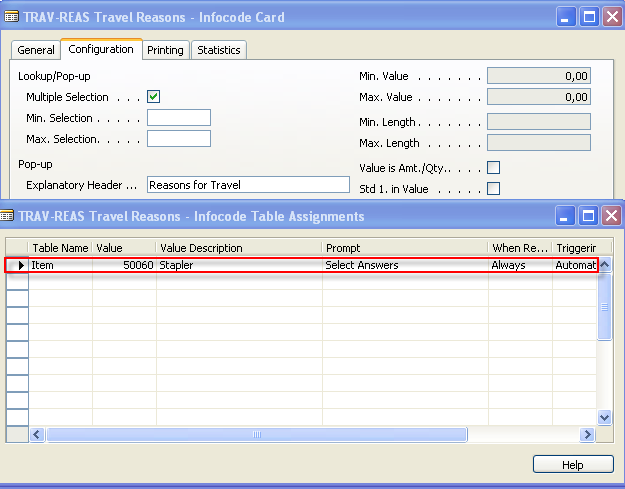 TRAV-REAS Travel Reasons - Infocode Card
General Configuration Printing Statistics
Lookup/Pop-up
Multiple Selection . . .
Min. Selection . . . . .
Max. Selection. . . . .
Pop-up
Explanatory Header ... Reasons for Travel
Min. Value . . . . . . . 0,00
Max. Value . . . . . . . 0,00
Min. Length . . . . . . .
Max. Length . . . . . .
Value is Amt./Qty. . . . .
Std 1. in Value . . . . .
TRAV-REAS Travel Reasons - Infocode Table Assignments
Table Name Value Value Description Prompt When Re... Triggerir
Item 50060 Stapler Select Answers Always Automat
Help